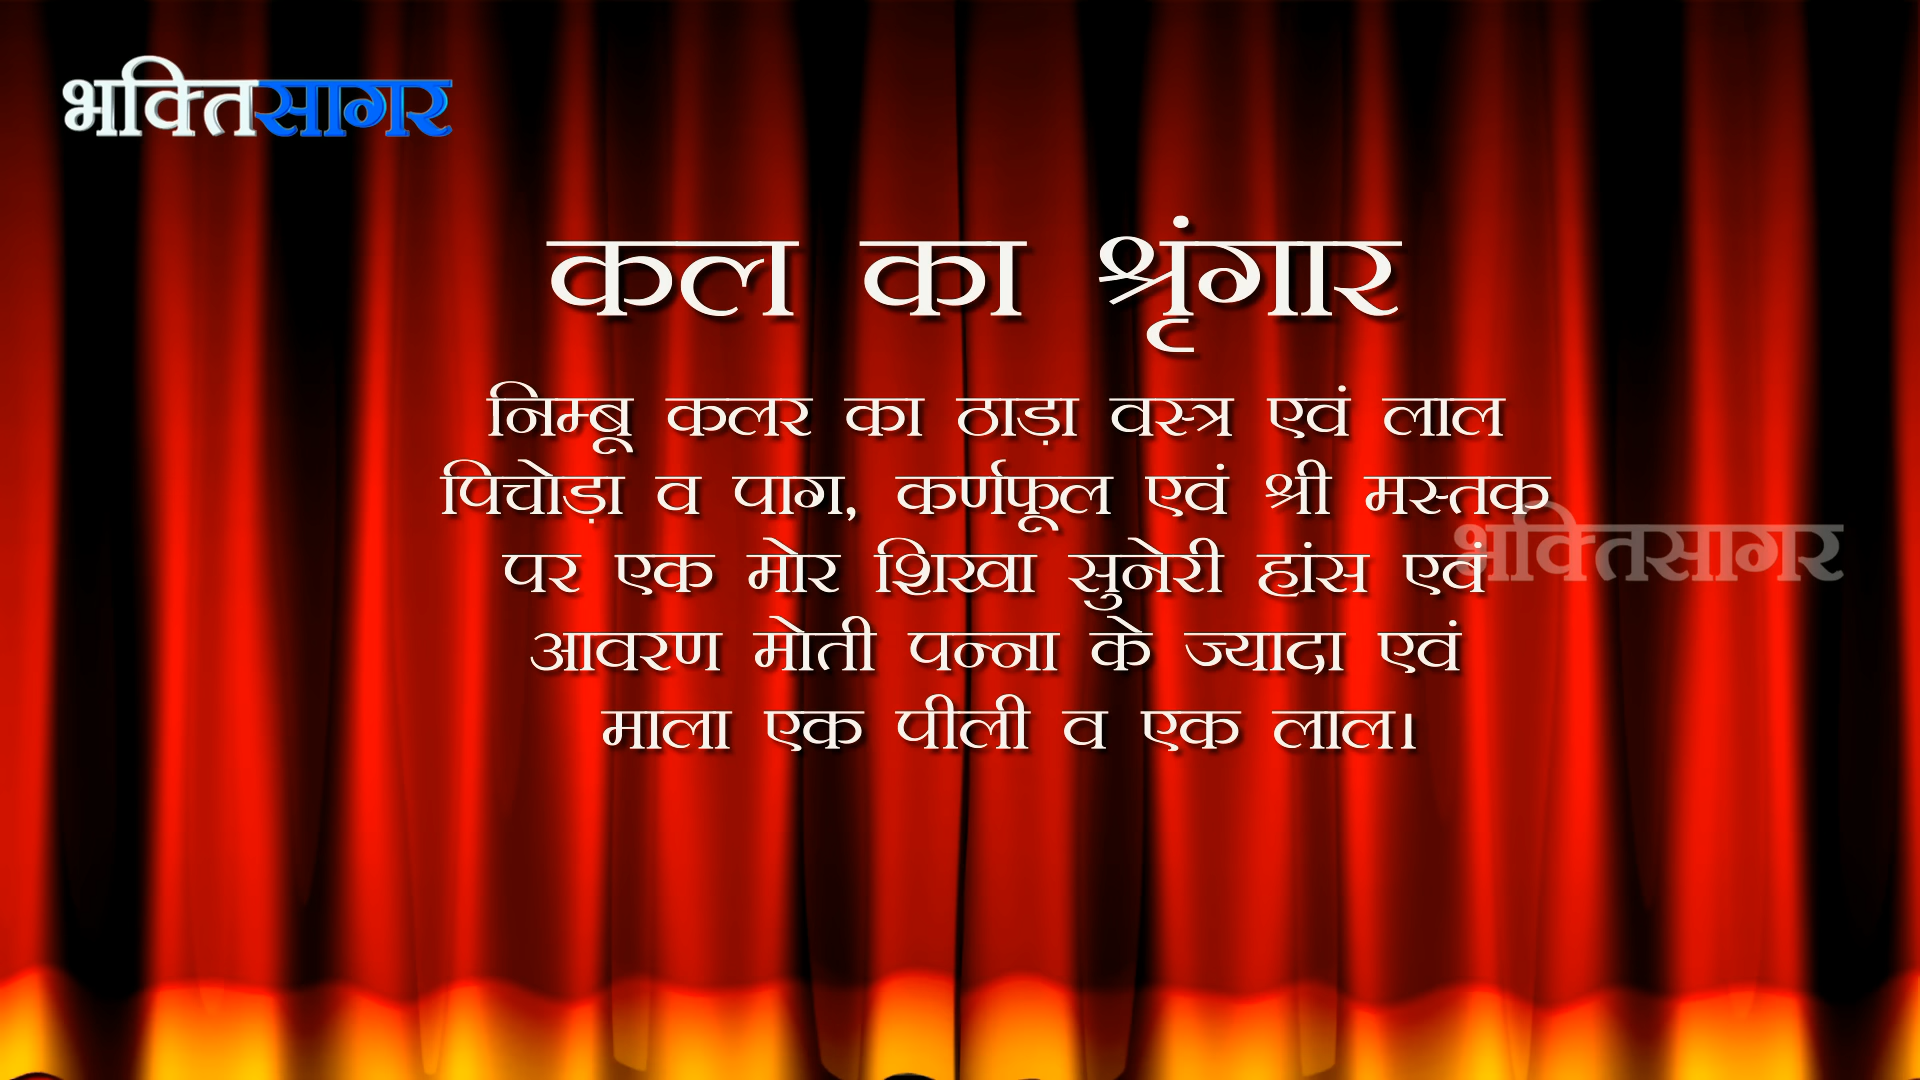 भक्तिसागर
कल का श्रृंगार
निम्बू कलर का ठाड़ा वस्त्र एवं लाल
पिचोड़ा व पाग, कर्णफूल एवं श्री मस्तक
पर एक मोर शिखा सुनेरी हांस एवं
भक्तिसागर
आवरण मोती पन्ना के ज्यादा एवं
माला एक पीली व एक लाल।